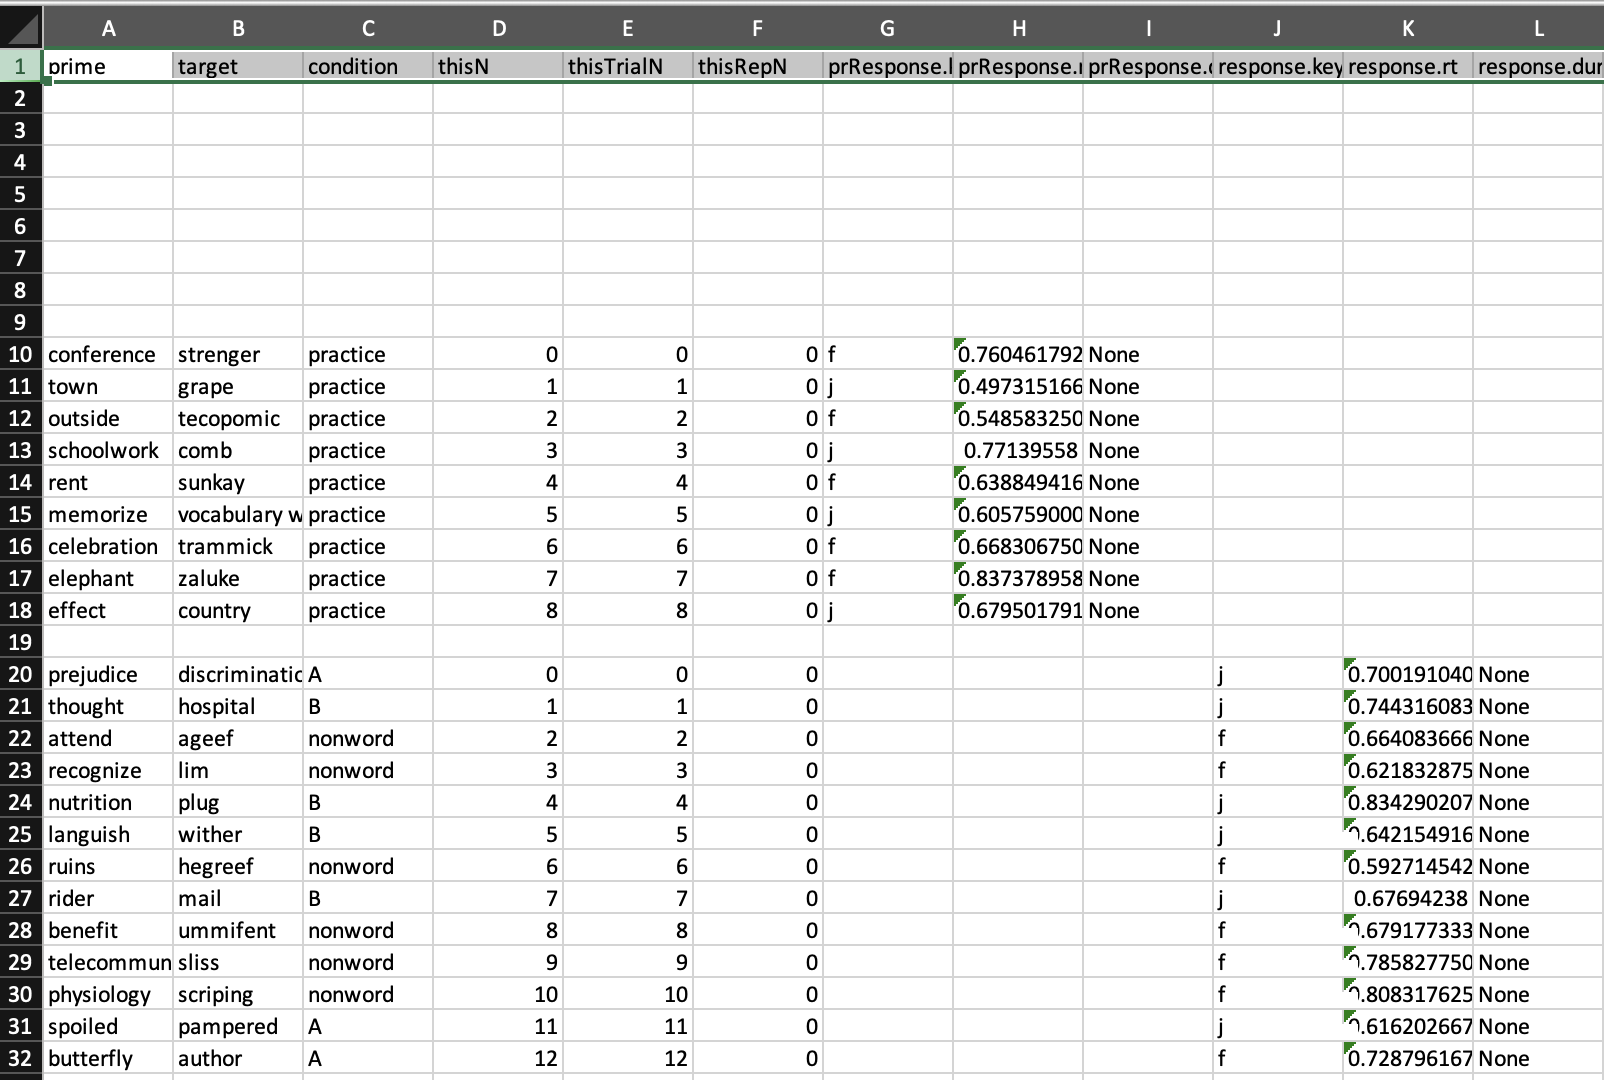 A B C D E F G H I J K L
1 prime target condition thisN thisTrialN thisRepN prResponse. prResponse. prResponse. response.key response.rt response.dur
2
3
4
5
6
7
8
9
10 conference strenger practice 0 0 0 f 0.760461792 None
11 town grape practice 1 1 0 j 0.497315166 None
12 outside tecopomic practice 2 2 0 f 0.548583250 None
13 schoolwork comb practice 3 3 0 j 0.77139558 None
14 rent sunkay practice 4 4 0 f 0.638849416 None
15 memorize vocabulary w practice 5 5 0 j 0.605759000 None
16 celebration trammick practice 6 6 0 f 0.668306750 None
17 elephant zaluke practice 7 7 0 f 0.837378958 None
18 effect country practice 8 8 0 j 0.679501791 None
19
20 prejudice discriminatic A 0 0 0 j 0.700191040 None
21 thought hospital B 1 1 0 j 0.744316083 None
22 attend ageef nonword 2 2 0 f 0.664083666 None
23 recognize lim nonword 3 3 0 f 0.621832875 None
24 nutrition plug B 4 4 0 j 0.834290207 None
25 languish wither B 5 5 0 j 0.642154916 None
26 ruins hegreef nonword 6 6 0 f 0.592714542 None
27 rider mail B 7 7 0 j 0.67694238 None
28 benefit ummifent nonword 8 8 0 f 0.679177333 None
29 telecommun sliss nonword 9 9 0 f 0.785827750 None
30 physiology scriping nonword 10 10 0 f 0.808317625 None
31 spoiled pampered A 11 11 0 j 0.616202667 None
32 butterfly author A 12 12 0 f 0.728796167 None